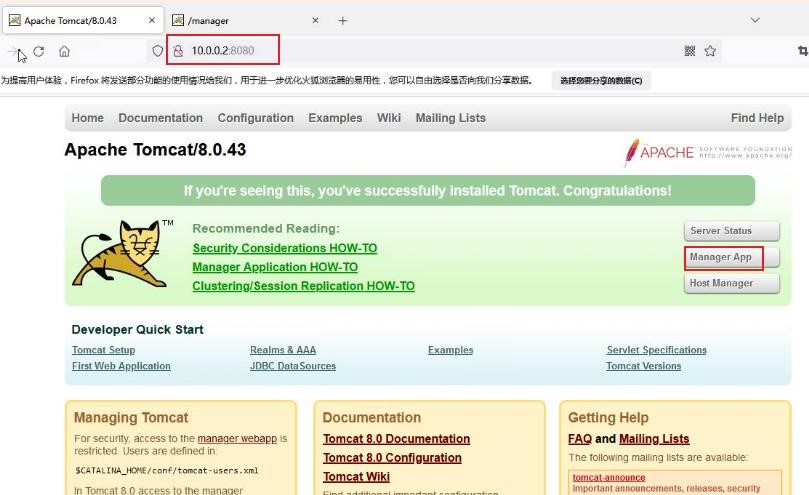 Apache Tomcat/8.0.43
/manager
10.0.0.2:8080
为提高用户体验，Firefox 将发送部分功能的使用情况给我们，用于进一步优化火狐浏览器的易用性，您可以自由选择是否向我们分享数据。 选择您要分享的数据(C)
Home Documentation Configuration Examples Wiki Mailing Lists Find Help
Apache Tomcat/8.0.43
APACHE SOFTWARE FOUNDATION
http://www.apache.org/
If you're seeing this, you've successfully installed Tomcat. Congratulations!
TM
Recommended Reading:
Security Considerations HOW-TO
Manager Application HOW-TO
Clustering/Session Replication HOW-TO
Server Status
Manager App
Host Manager
Developer Quick Start
Tomcat Setup Realms & AAA Examples Servlet Specifications
First Web Application JDBC DataSources Tomcat Versions
Managing Tomcat
For security, access to the manager webapp is
restricted. Users are defined in:
$CATALINA_HOME/conf/tomcat-users.xml
In Tomcat 8.0 access to the manager
Documentation
Tomcat 8.0 Documentation
Tomcat 8.0 Configuration
Tomcat Wiki
Find additional important configuration
Getting Help
FAQ and Mailing Lists
The following mailing lists are available:
tomcat-announce
Important announcements, releases, security